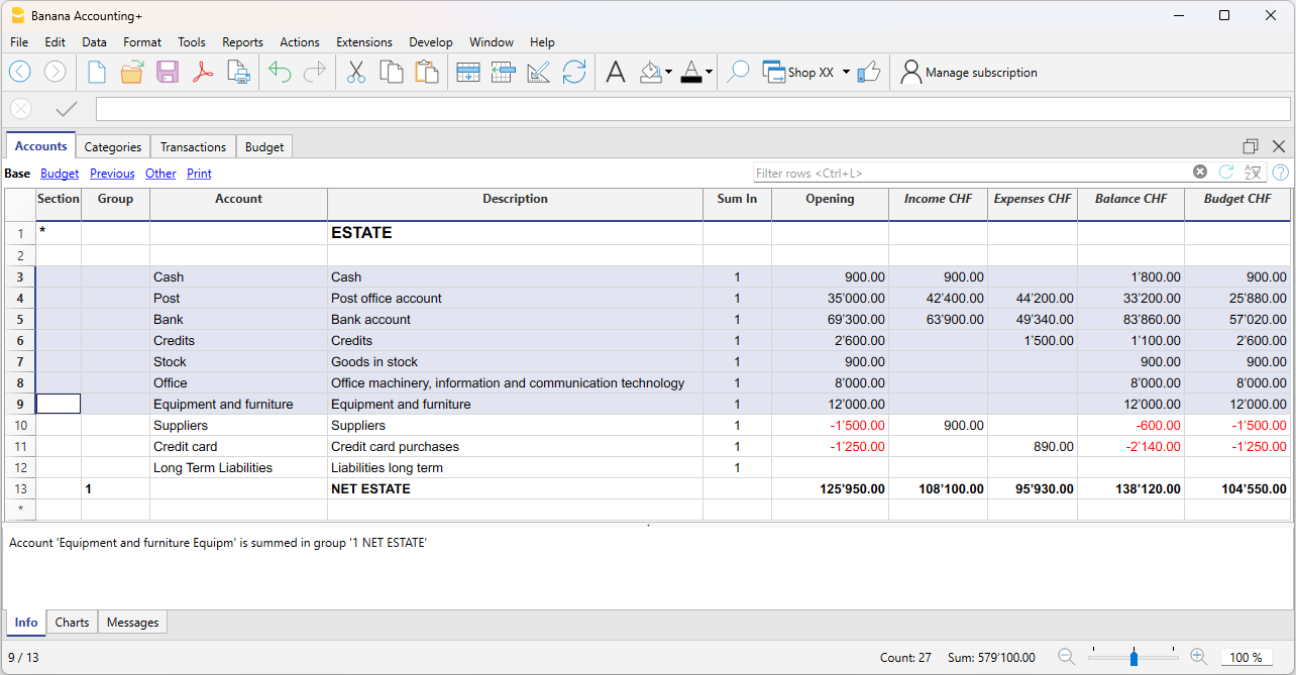 Banana Accounting+
File Edit Data Format Tools Reports Actions Extensions Develop Window Help
Shop XX Manage subscription
Accounts Categories Transactions Budget
Base Budget Previous Other Print Filter rows <Ctrl+L>
Section Group Account Description Sum In Opening Income CHF Expenses CHF Balance CHF Budget CHF
1 * ESTATE
2
3 Cash Cash 1 900.00 900.00 1'800.00 900.00
4 Post Post office account 1 35'000.00 42'400.00 44'200.00 33'200.00 25'880.00
5 Bank Bank account 1 69'300.00 63'900.00 49'340.00 83'860.00 57'020.00
6 Credits Credits 1 2'600.00 1'500.00 1'100.00 2'600.00
7 Stock Goods in stock 1 900.00 900.00 900.00
8 Office Office machinery, information and communication technology 1 8'000.00 8'000.00 8'000.00
9 Equipment and furniture Equipment and furniture 1 12'000.00 12'000.00 12'000.00
10 Suppliers Suppliers 1 -1'500.00 900.00 -600.00 -1'500.00
11 Credit card Credit card purchases 1 -1'250.00 890.00 -2'140.00 -1'250.00
12 Long Term Liabilities Liabilities long term 1
13 1 NET ESTATE 125'950.00 108'100.00 95'930.00 138'120.00 104'550.00
*
Account 'Equipment and furniture Equipm' is summed in group '1 NET ESTATE'
Info Charts Messages
9 / 13 Count: 27 Sum: 579'100.00 100 %